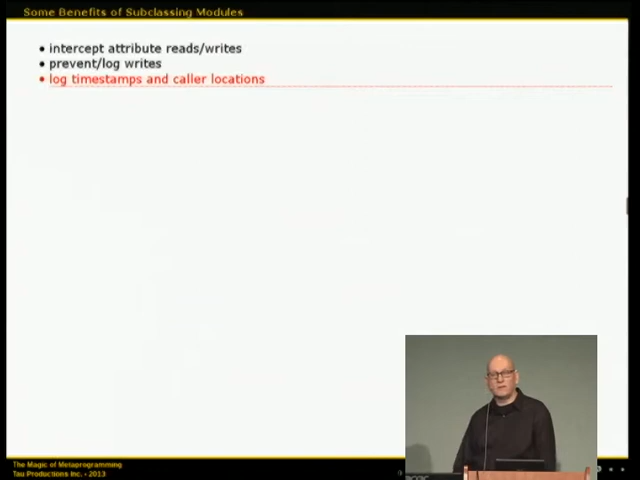 Some Benefits of Subclassing Modules
• intercept attribute reads/writes
• prevent/log writes
• log timestamps and caller locations
The Magic of Metaprogramming
Tau Productions Inc. - 2013